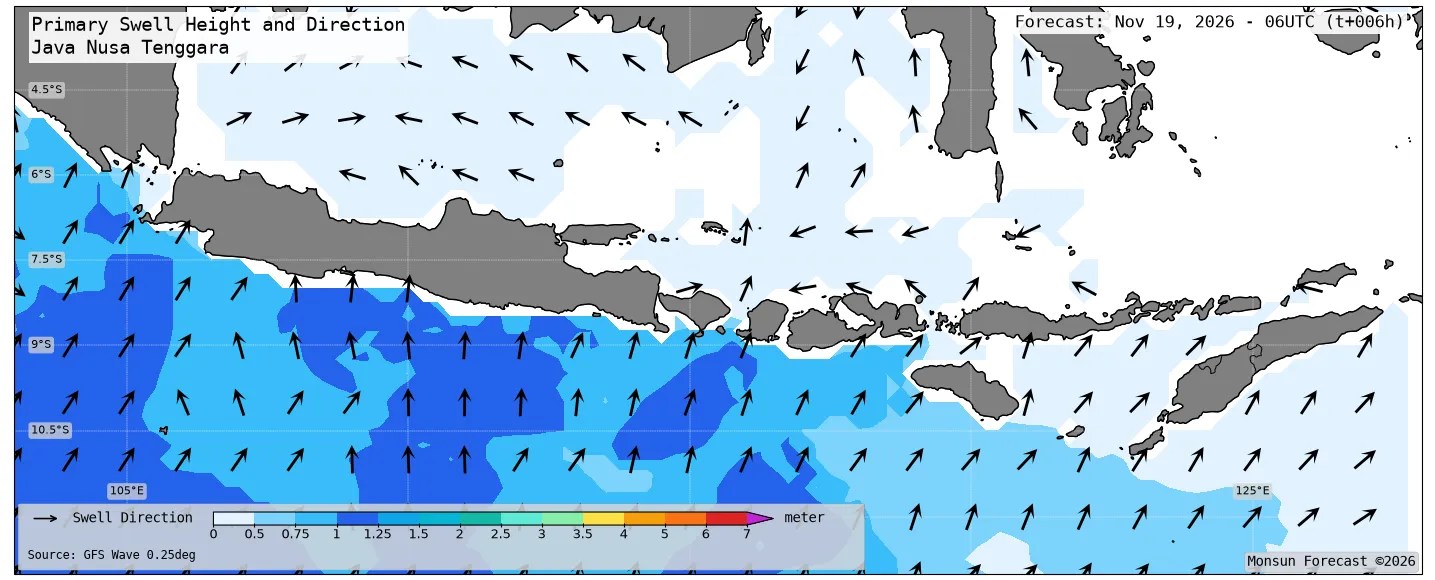 Primary Swell Height and Direction
Java Nusa Tenggara
Forecast: Nov 19, 2026 - 06UTC (t+006h)
4.5°S
6°S
7.5°S
9°S
10.5°S
105°E
125°E
Swell Direction
0 0.5 0.75 1 1.25 1.5 2 2.5 3 3.5 4 5 6 7
meter
Source: GFS Wave 0.25deg
Monsun Forecast ©2026